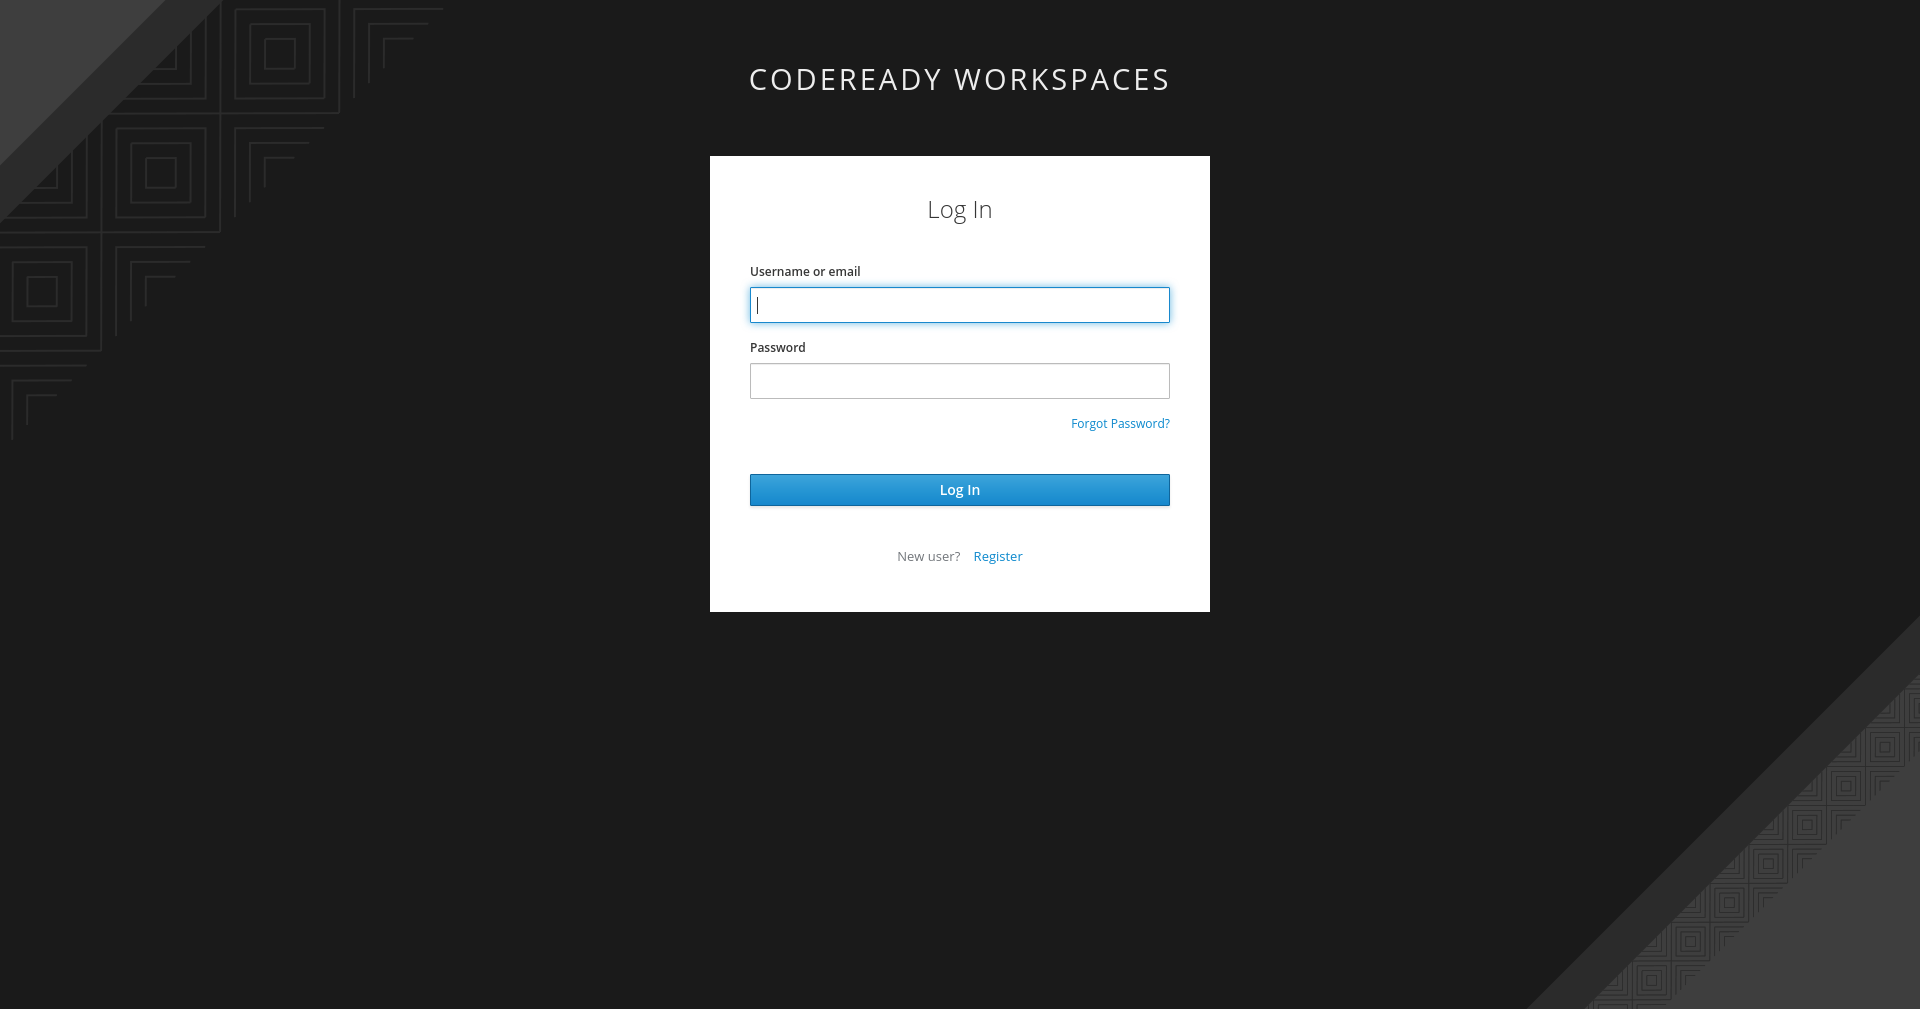 CODEREADY WORKSPACES
Log In
Username or email
Password
Forgot Password?
Log In
New user? Register